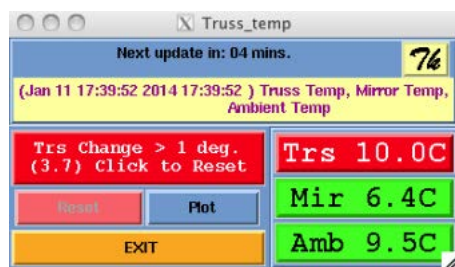 Truss_temp
Next update in: 04 mins.
(Jan 11 17:39:52 2014 17:39:52 ) Truss Temp, Mirror Temp,
Ambient Temp
Trs Change > 1 deg.
(3.7) Click to Reset
Reset
Plot
EXIT
Trs 10.0C
Mir 6.4C
Amb 9.5C